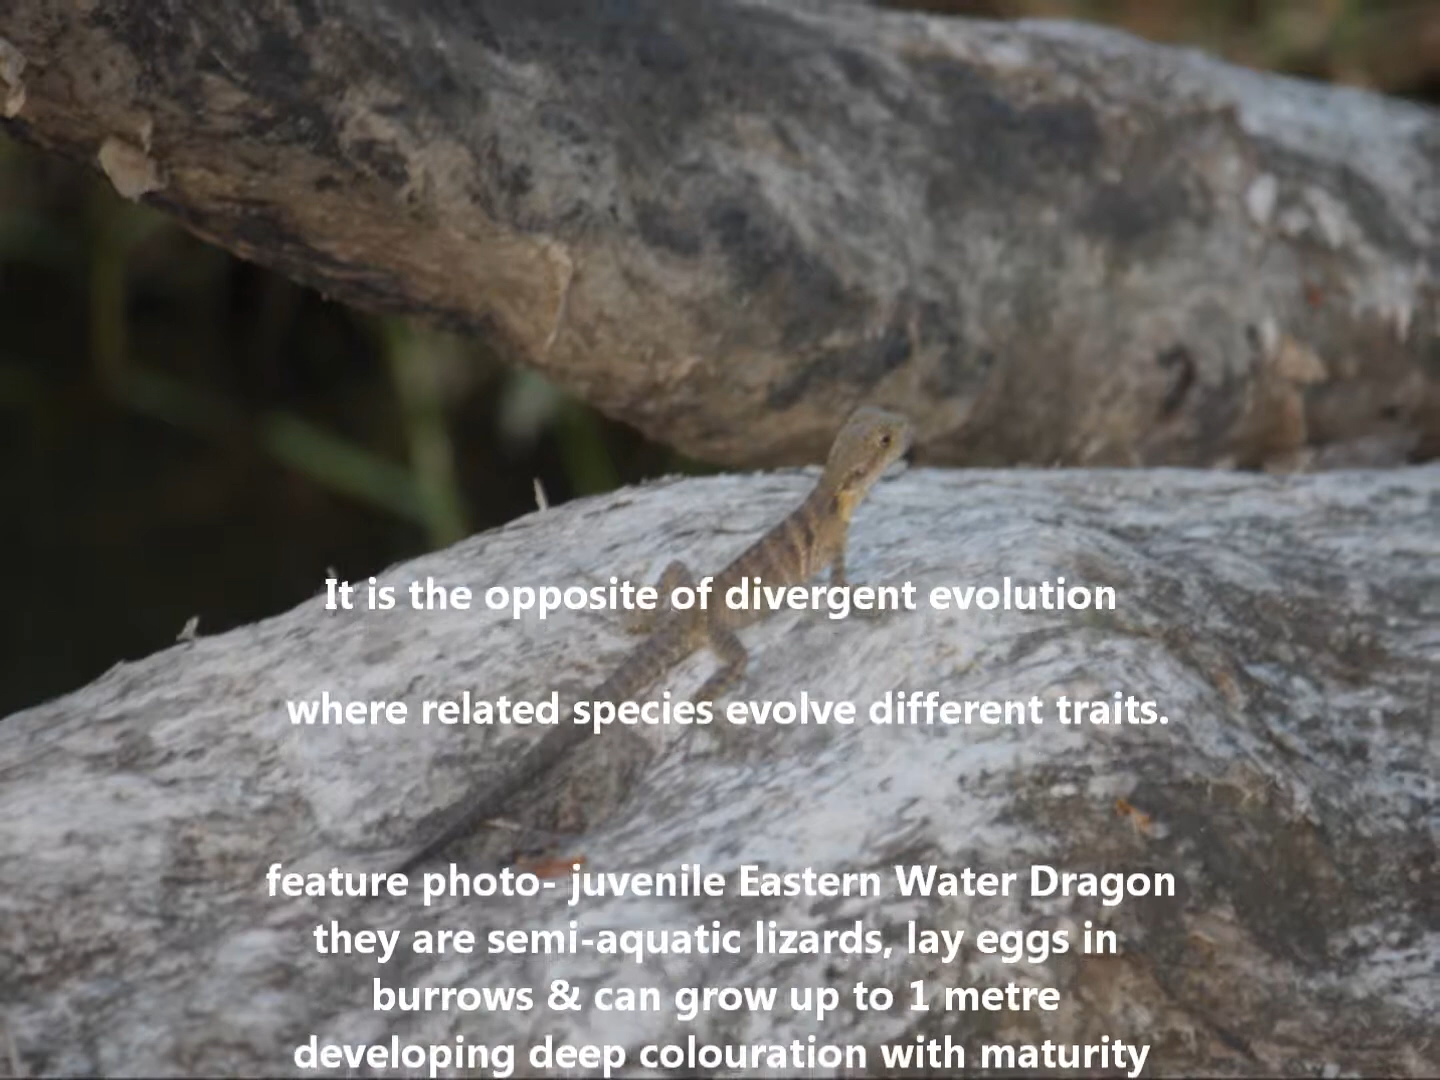 It is the opposite of divergent evolution
where related species evolve different traits.
feature photo- juvenile Eastern Water Dragon
they are semi-aquatic lizards, lay eggs in
burrows & can grow up to 1 metre
developing deep colouration with maturity